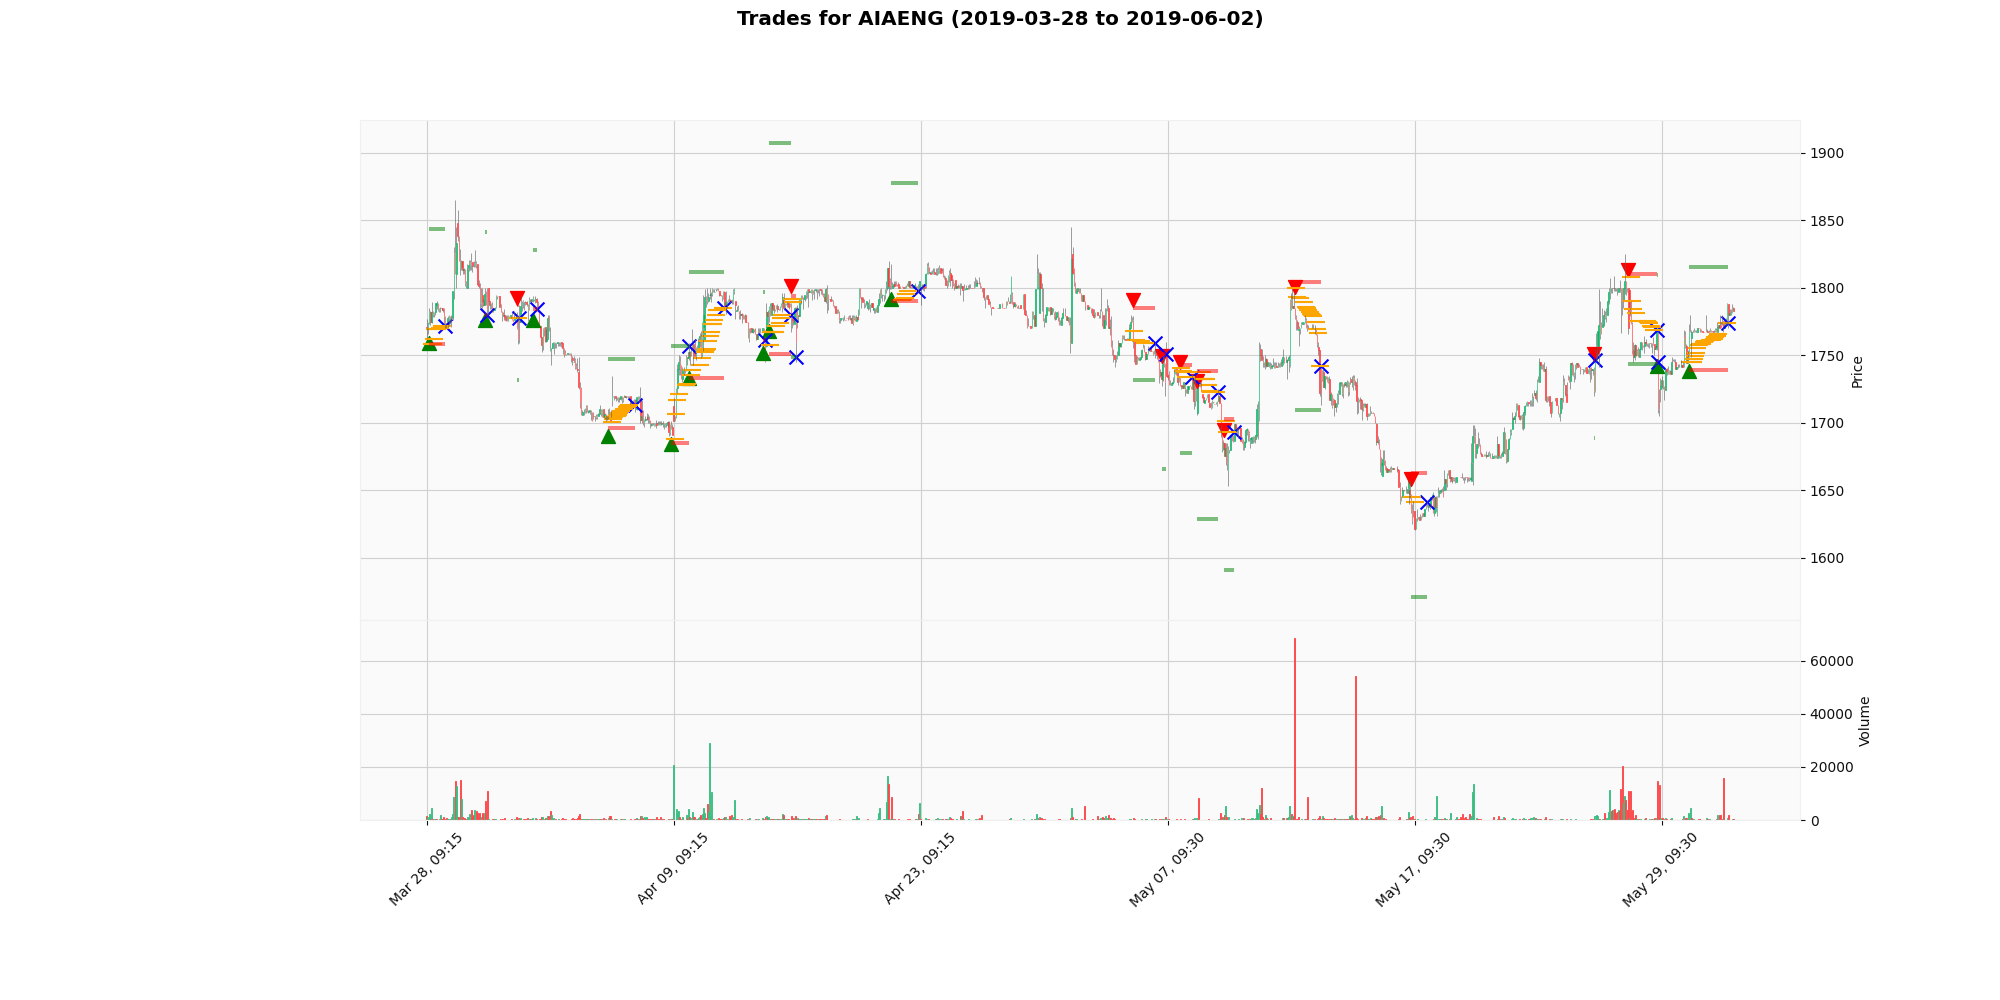 Trades for AIAENG (2019-03-28 to 2019-06-02)
1900
1850
1800
1750
1700
1650
1600
Price
60000
40000
20000
0
Volume
Mar 28, 09:15
Apr 09, 09:15
Apr 23, 09:15
May 07, 09:30
May 17, 09:30
May 29, 09:30